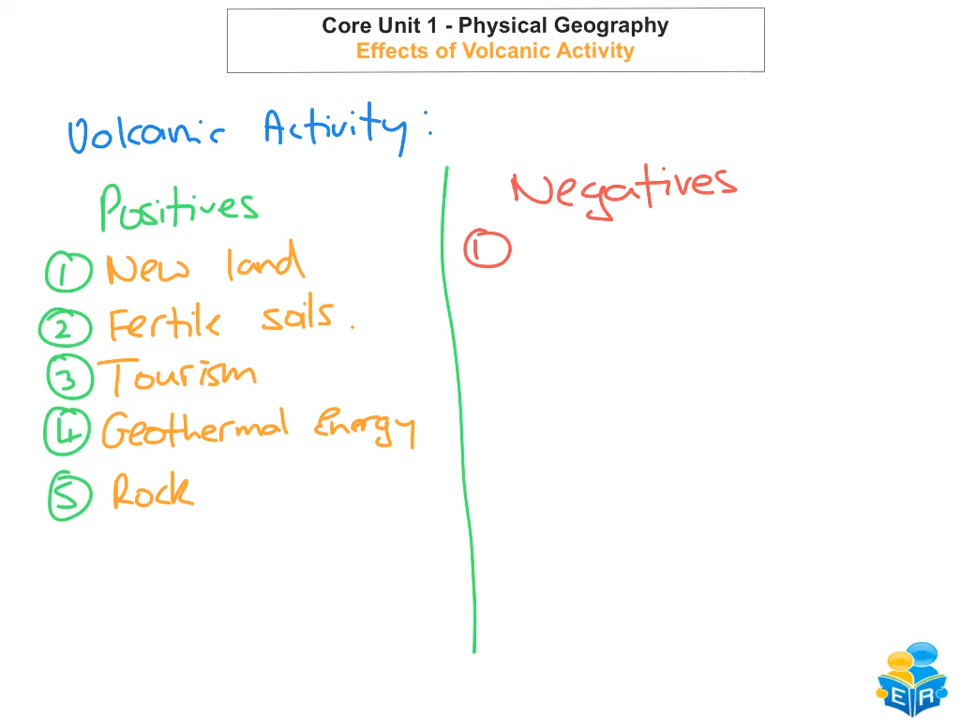 Core Unit 1 - Physical Geography
Effects of Volcanic Activity
Volcanic Activity:
Positives
1 New land
2 Fertile soils.
3 Tourism
4 Geothermal Energy
5 Rock
Negatives
1
E R